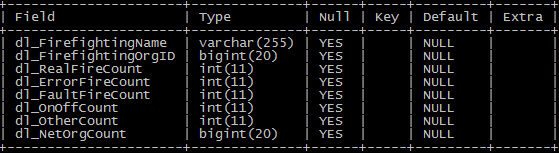 +---------------------+--------------+------+-----+---------+-------+
| Field               | Type         | Null | Key | Default | Extra |
+---------------------+--------------+------+-----+---------+-------+
| dl_FirefightingName | varchar(255) | YES  |     | NULL    |       |
| dl_FirefightingOrgID | bigint(20)   | YES  |     | NULL    |       |
| dl_RealFireCount    | int(11)      | YES  |     | NULL    |       |
| dl_ErrorFireCount   | int(11)      | YES  |     | NULL    |       |
| dl_FaultFireCount   | int(11)      | YES  |     | NULL    |       |
| dl_OnOffCount       | int(11)      | YES  |     | NULL    |       |
| dl_OtherCount       | int(11)      | YES  |     | NULL    |       |
| dl_NetOrgCount      | bigint(20)   | YES  |     | NULL    |       |
+---------------------+--------------+------+-----+---------+-------+